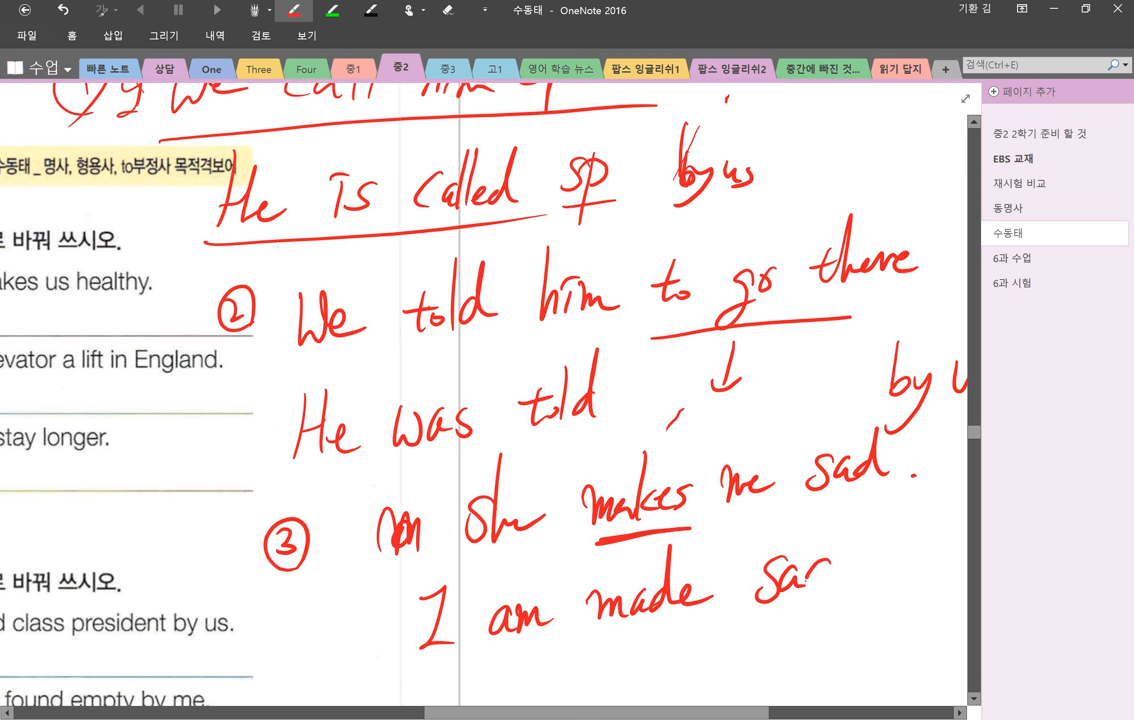 수동태 - OneNote 2016
기환 김
파일 홈 삽입 그리기 내역 검토 보기
수업 빠른 노트 상담 One Three Four 중1 중2 중3 고1 영어 학습 뉴스 팝스 잉글리쉬1 팝스 잉글리쉬2 중간에 빠진 것... 읽기 답지 + 검색(Ctrl+E)
페이지 추가
중2 2학기 준비 할 것
EBS 교재
재시험 비교
동명사
수동태
6과 수업
6과 시험
we call him
수동태 _ 명사, 형용사, to부정사 목적격보어
He is called sp by us
로 바꿔 쓰시오.
akes us healthy.
② We told him to go there
evator a lift in England.
He was told by u
stay longer.
③ She makes me sad.
로 바꿔 쓰시오.
I am made sa
d class president by us.
found empty by me.